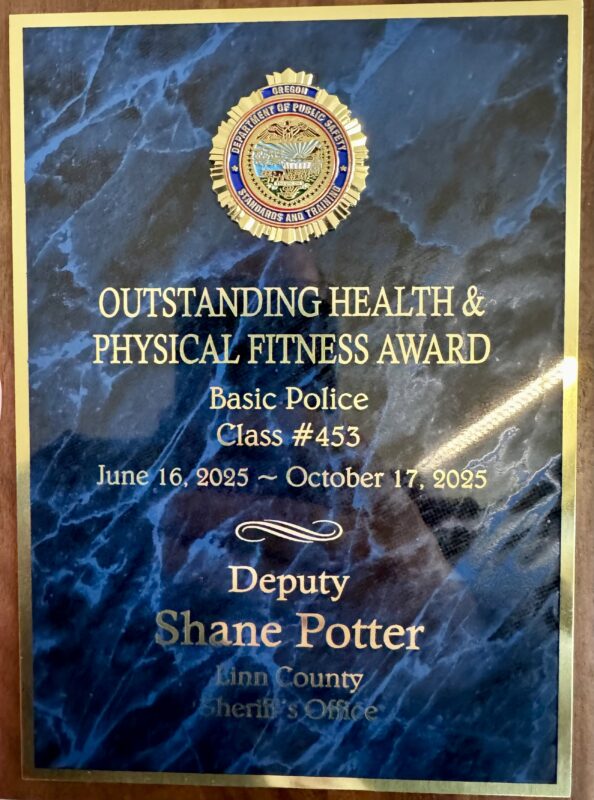 OREGON
DEPARTMENT OF PUBLIC SAFETY
STANDARDS AND TRAINING
OUTSTANDING HEALTH &
PHYSICAL FITNESS AWARD
Basic Police
Class #453
June 16, 2025 ~ October 17, 2025
Deputy
Shane Potter
Linn County
Sheriff's Office